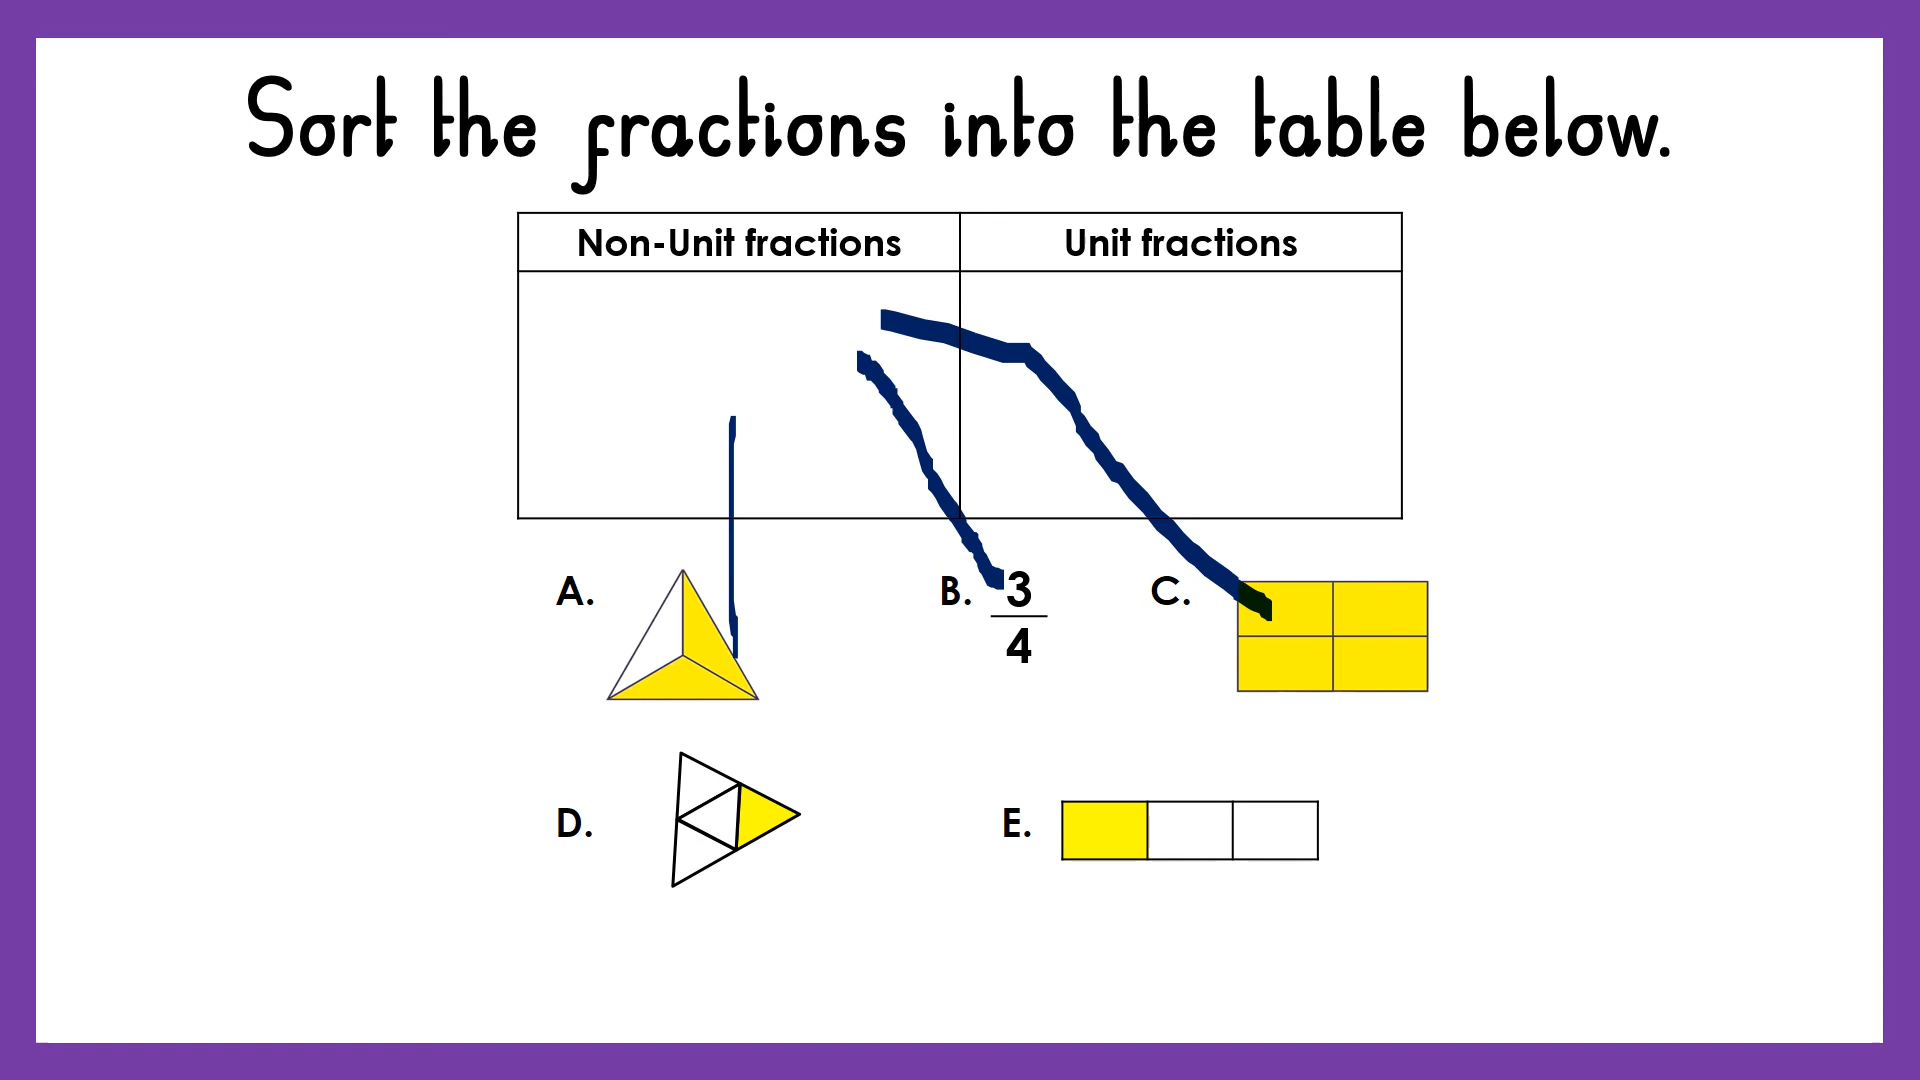 Sort the fractions into the table below.
Non-Unit fractions Unit fractions
A.
B. 3/4
C.
D.
E.